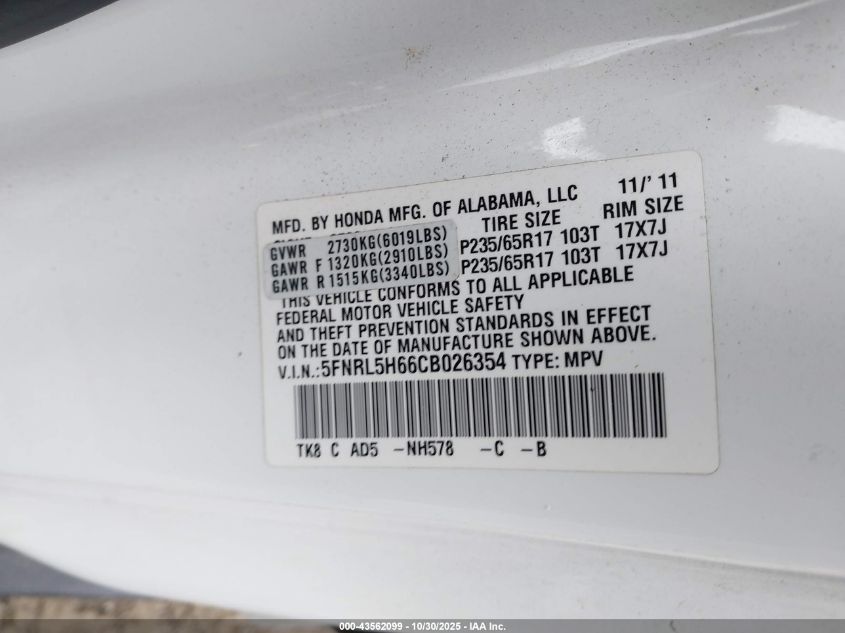 MFD. BY HONDA MFG. OF ALABAMA, LLC 11/' 11
TIRE SIZE RIM SIZE
GVWR 2730KG(6019LBS)
GAWR F 1320KG(2910LBS) P235/65R17 103T 17X7J
GAWR R 1515KG(3340LBS) P235/65R17 103T 17X7J
THIS VEHICLE CONFORMS TO ALL APPLICABLE
FEDERAL MOTOR VEHICLE SAFETY
AND THEFT PREVENTION STANDARDS IN EFFECT
ON THE DATE OF MANUFACTURE SHOWN ABOVE.
V.I.N.:5FNRL5H66CB026354 TYPE: MPV
TK8 C AD5 -NH578 -C -B
000-43562099 - 10/30/2025 - IAA Inc.